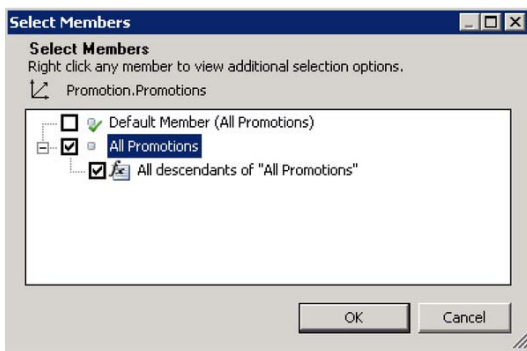 Select Members
Select Members
Right click any member to view additional selection options.
Promotion.Promotions
Default Member (All Promotions)
All Promotions
fx All descendants of "All Promotions"
OK Cancel